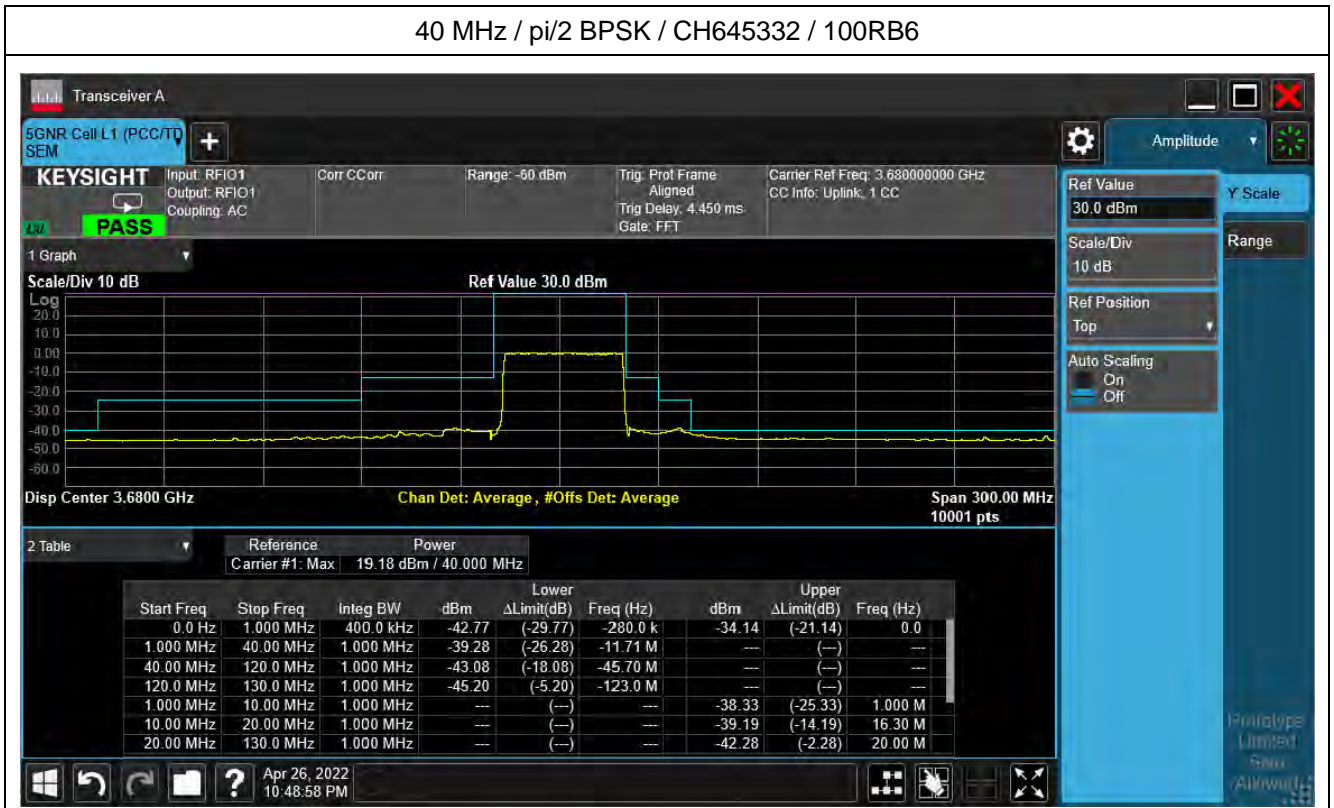 40 MHz / pi/2 BPSK / CH645332 / 100RB6
Transceiver A
5GNR Cell L1 (PCC/TD
SEM
+
Amplitude
KEYSIGHT
PASS
Input: RFIO1
Output: RFIO1
Coupling: AC
Corr CCorr
Range: -60 dBm
Trig: Prot Frame
Aligned
Trig Delay: 4.450 ms
Gate: FFT
Carrier Ref Freq: 3.680000000 GHz
CC Info: Uplink, 1 CC
Ref Value
30.0 dBm
Y Scale
Scale/Div
10 dB
Range
Ref Position
Top
Auto Scaling
On
Off
1 Graph
Scale/Div 10 dB
Ref Value 30.0 dBm
Log
20.0
10.0
0.00
-10.0
-20.0
-30.0
-40.0
-50.0
-60.0
Disp Center 3.6800 GHz
Chan Det: Average , #Offs Det: Average
Span 300.00 MHz
10001 pts
2 Table
Reference Power
Carrier #1: Max 19.18 dBm / 40.000 MHz
Lower Upper
Start Freq Stop Freq Integ BW dBm ΔLimit(dB) Freq (Hz) dBm ΔLimit(dB) Freq (Hz)
0.0 Hz 1.000 MHz 400.0 kHz -42.77 (-29.77) -280.0 k -34.14 (-21.14) 0.0
1.000 MHz 40.00 MHz 1.000 MHz -39.28 (-26.28) -11.71 M --- (---) ---
40.00 MHz 120.0 MHz 1.000 MHz -43.08 (-18.08) -45.70 M --- (---) ---
120.0 MHz 130.0 MHz 1.000 MHz -45.20 (-5.20) -123.0 M --- (---) ---
1.000 MHz 10.00 MHz 1.000 MHz --- (---) --- -38.33 (-25.33) 1.000 M
10.00 MHz 20.00 MHz 1.000 MHz --- (---) --- -39.19 (-14.19) 16.30 M
20.00 MHz 130.0 MHz 1.000 MHz --- (---) --- -42.28 (-2.28) 20.00 M
?
Apr 26, 2022
10:48:58 PM